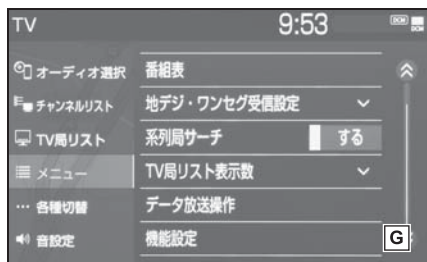 TV
9:53
DCM
DCM
オーディオ選択
チャンネルリスト
TV局リスト
メニュー
各種切替
音設定
番組表
地デジ・ワンセグ受信設定
系列局サーチ
する
TV局リスト表示数
データ放送操作
機能設定
G